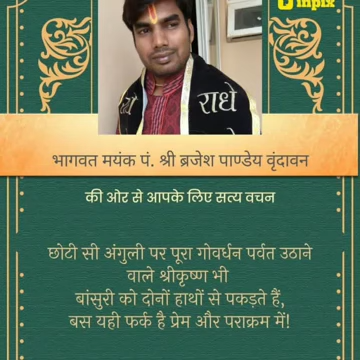 inpix
राधे
भागवत मयंक पं. श्री ब्रजेश पाण्डेय वृंदावन
की ओर से आपके लिए सत्य वचन
छोटी सी अंगुली पर पूरा गोवर्धन पर्वत उठाने
वाले श्रीकृष्ण भी
बांसुरी को दोनों हाथों से पकड़ते हैं,
बस यही फर्क है प्रेम और पराक्रम में!